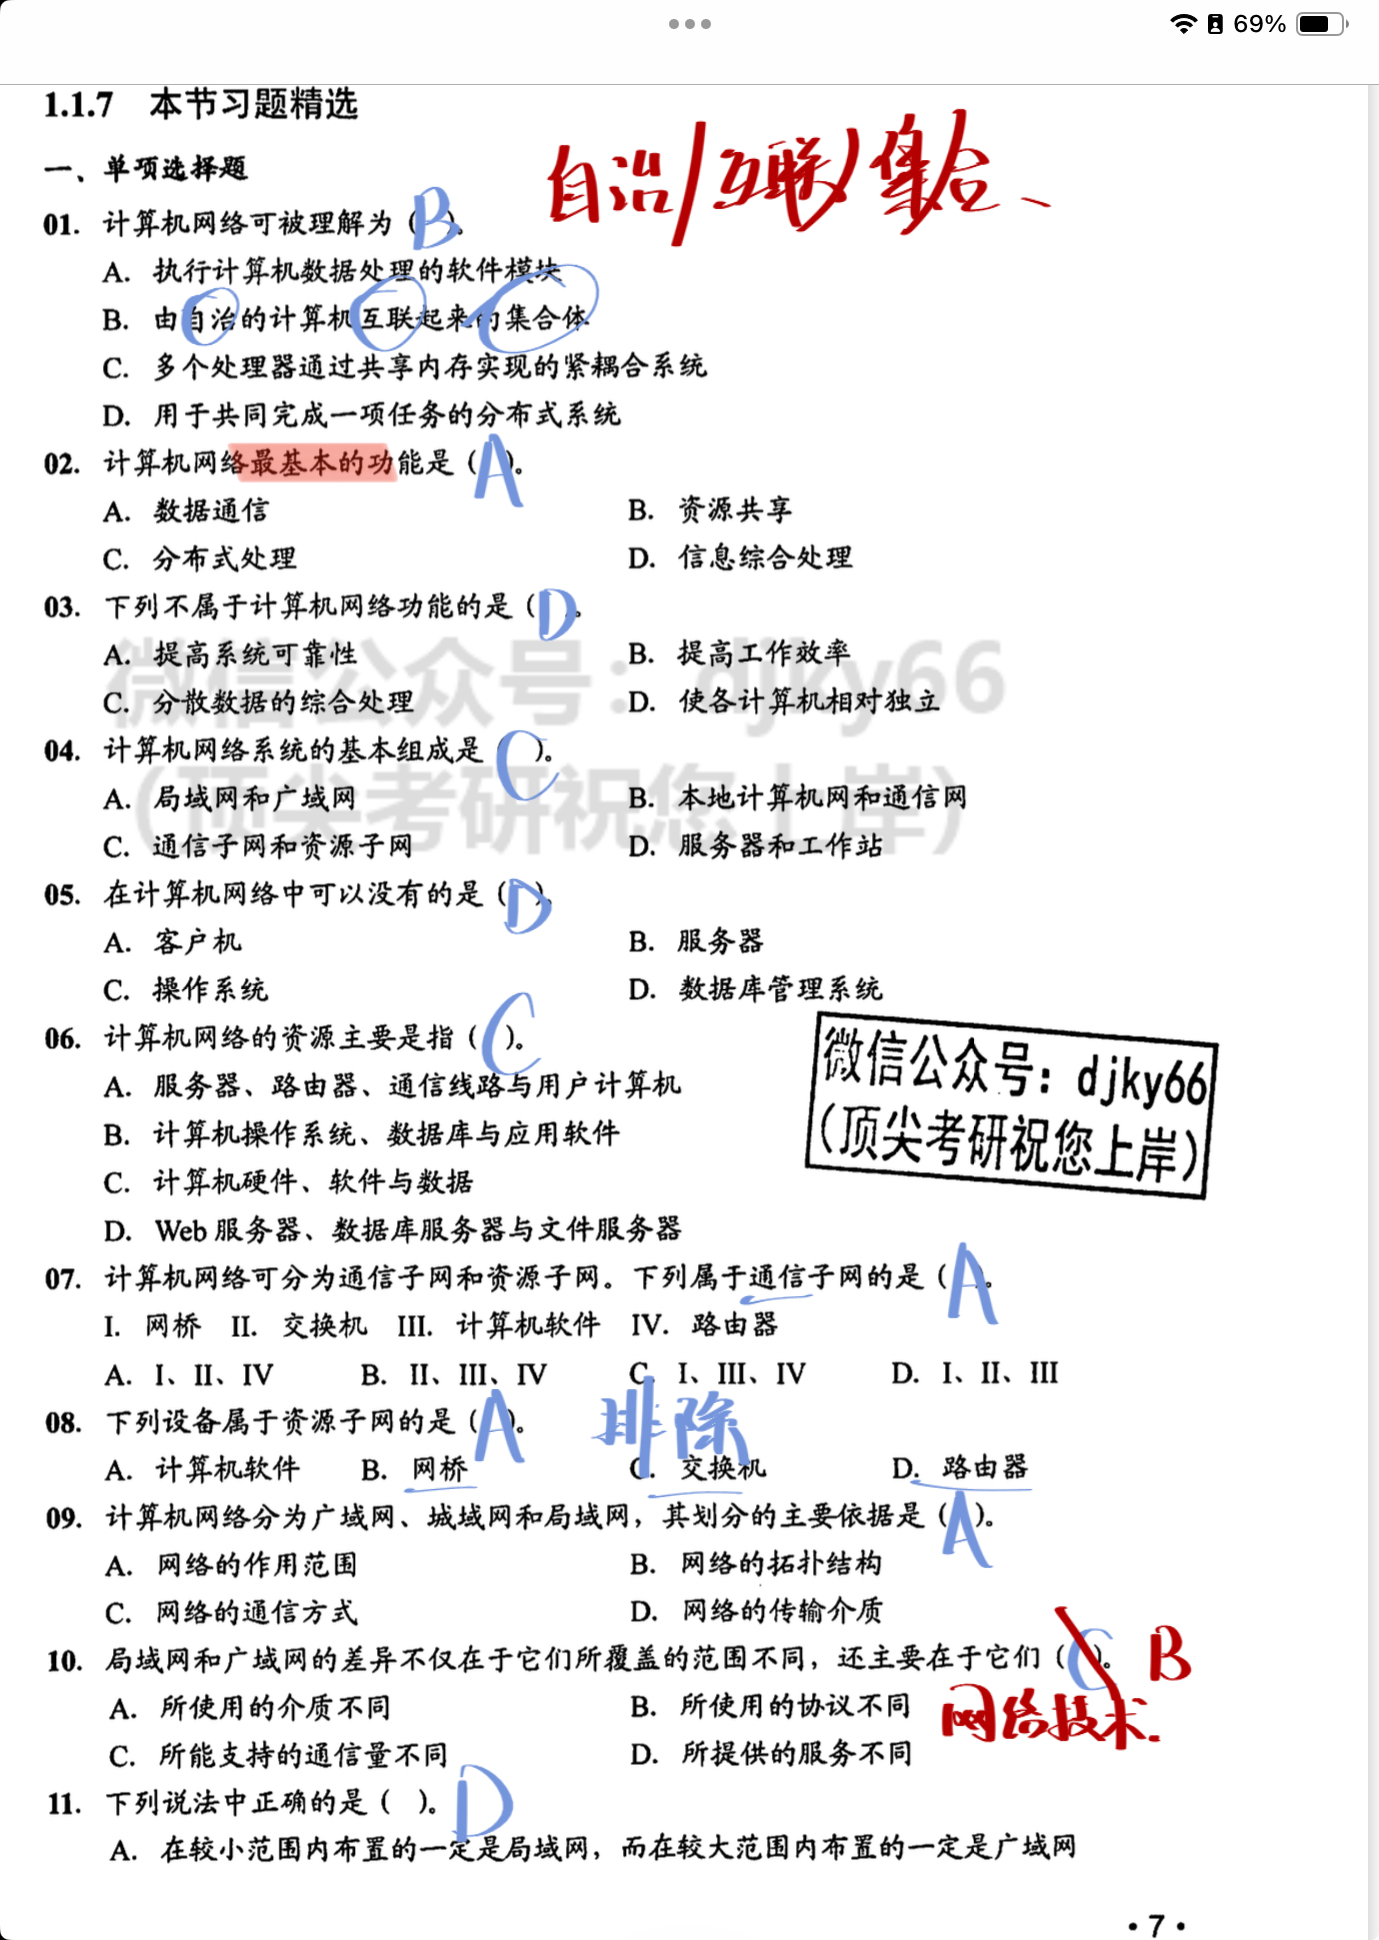 69%
1.1.7 本节习题精选
自治/互联/集合、
一、单项选择题
01. 计算机网络可被理解为( B )。
A. 执行计算机数据处理的软件模块
B. 由自治的计算机互联起来的集合体
C. 多个处理器通过共享内存实现的紧耦合系统
D. 用于共同完成一项任务的分布式系统
02. 计算机网络最基本的功能是( A )。
A. 数据通信 B. 资源共享
C. 分布式处理 D. 信息综合处理
03. 下列不属于计算机网络功能的是( D )。
A. 提高系统可靠性 B. 提高工作效率
C. 分散数据的综合处理 D. 使各计算机相对独立
微信公众号：djky66
04. 计算机网络系统的基本组成是( C )。
A. 局域网和广域网 B. 本地计算机网和通信网
C. 通信子网和资源子网 D. 服务器和工作站
（顶尖考研祝您上岸）
05. 在计算机网络中可以没有的是( D )。
A. 客户机 B. 服务器
C. 操作系统 D. 数据库管理系统
06. 计算机网络的资源主要是指( C )。
A. 服务器、路由器、通信线路与用户计算机
B. 计算机操作系统、数据库与应用软件
C. 计算机硬件、软件与数据
D. Web 服务器、数据库服务器与文件服务器
微信公众号：djky66
（顶尖考研祝您上岸）
07. 计算机网络可分为通信子网和资源子网。下列属于通信子网的是( A )。
I. 网桥 II. 交换机 III. 计算机软件 IV. 路由器
A. I、II、IV B. II、III、IV C. I、III、IV D. I、II、III
08. 下列设备属于资源子网的是( A )。 排除
A. 计算机软件 B. 网桥 C. 交换机 D. 路由器
09. 计算机网络分为广域网、城域网和局域网，其划分的主要依据是( A )。
A. 网络的作用范围 B. 网络的拓扑结构
C. 网络的通信方式 D. 网络的传输介质
10. 局域网和广域网的差异不仅在于它们所覆盖的范围不同，还主要在于它们( C )。 B
A. 所使用的介质不同 B. 所使用的协议不同 网络技术.
C. 所能支持的通信量不同 D. 所提供的服务不同
11. 下列说法中正确的是( )。 D
A. 在较小范围内布置的一定是局域网，而在较大范围内布置的一定是广域网
• 7 •